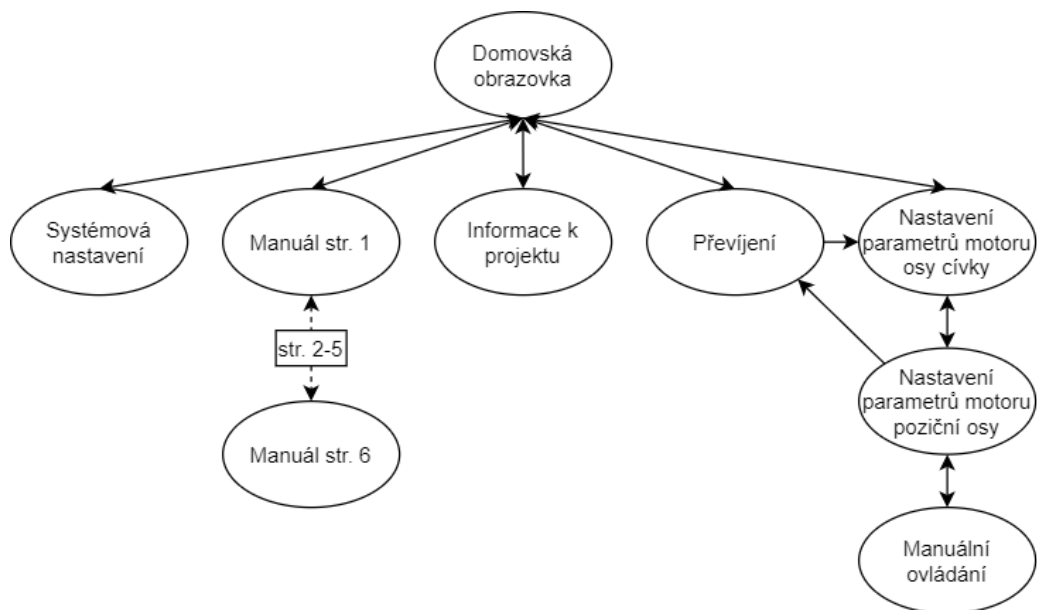 Domovská
obrazovka
Systémová
nastavení
Manuál str. 1
Informace k
projektu
Převíjení
Nastavení
parametrů motoru
osy cívky
str. 2-5
Nastavení
parametrů motoru
poziční osy
Manuál str. 6
Manuální
ovládání